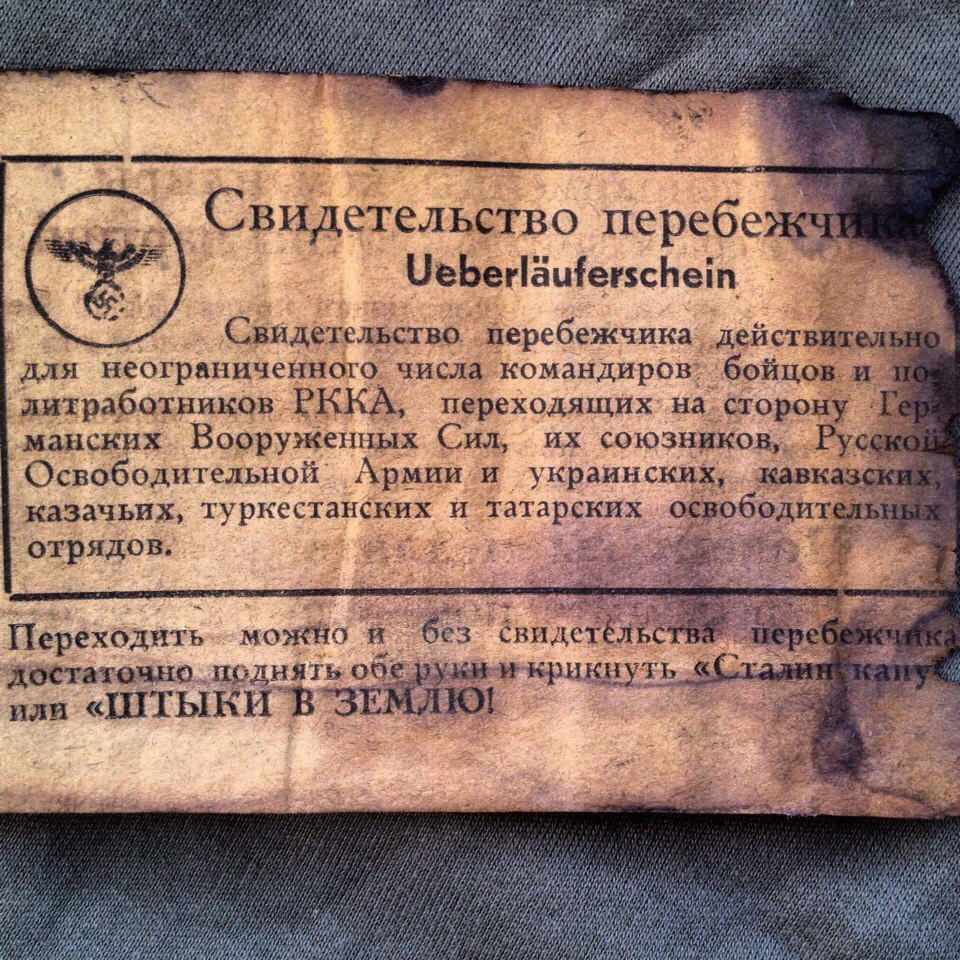 Свидетельство перебежчика
Ueberläuferschein
Свидетельство перебежчика действительно
для неограниченного числа командиров бойцов и по-
литработников РККА, переходящих на сторону Гер-
манских Вооруженных Сил, их союзников, Русской
Освободительной Армии и украинских, кавказских,
казачьих, туркестанских и татарских освободительных
отрядов.
Переходить можно и без свидетельства перебежчика
достаточно поднять обе руки и крикнуть «Сталин капу
или «ШТЫКИ В ЗЕМЛЮ!